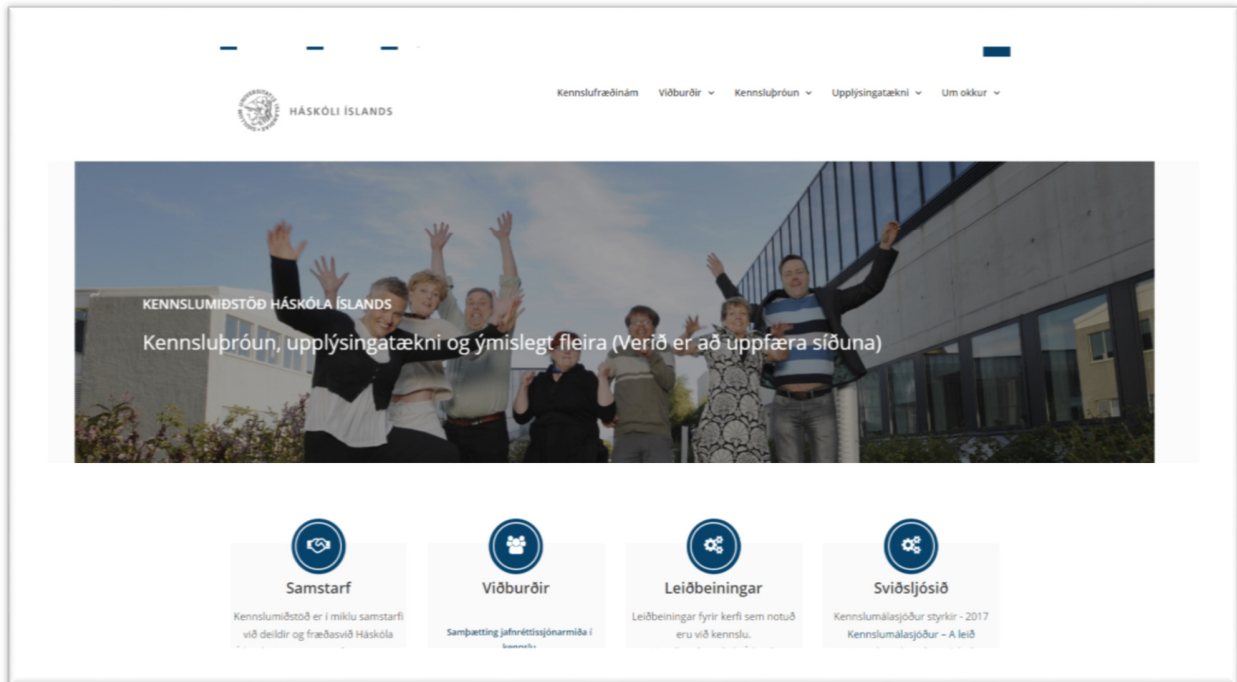 HÁSKÓLI ÍSLANDS
Kennslufræðinám Viðburðir Kennsluþróun Upplýsingatækni Um okkur
KENNSLUMIÐSTÖÐ HÁSKÓLA ÍSLANDS
Kennsluþróun, upplýsingatækni og ýmislegt fleira (Verið er að uppfæra síðuna)
Samstarf
Kennslumiðstöð er í miklu samstarfi
við deildir og fræðasvið Háskóla
Viðburðir
Samþætting jafnréttissjónarmiða í
kennslu
Leiðbeiningar
Leiðbeiningar fyrir kerfi sem notuð
eru við kennslu.
Sviðsljósið
Kennslumálasjóður styrkir - 2017
Kennslumálasjóður – A leið